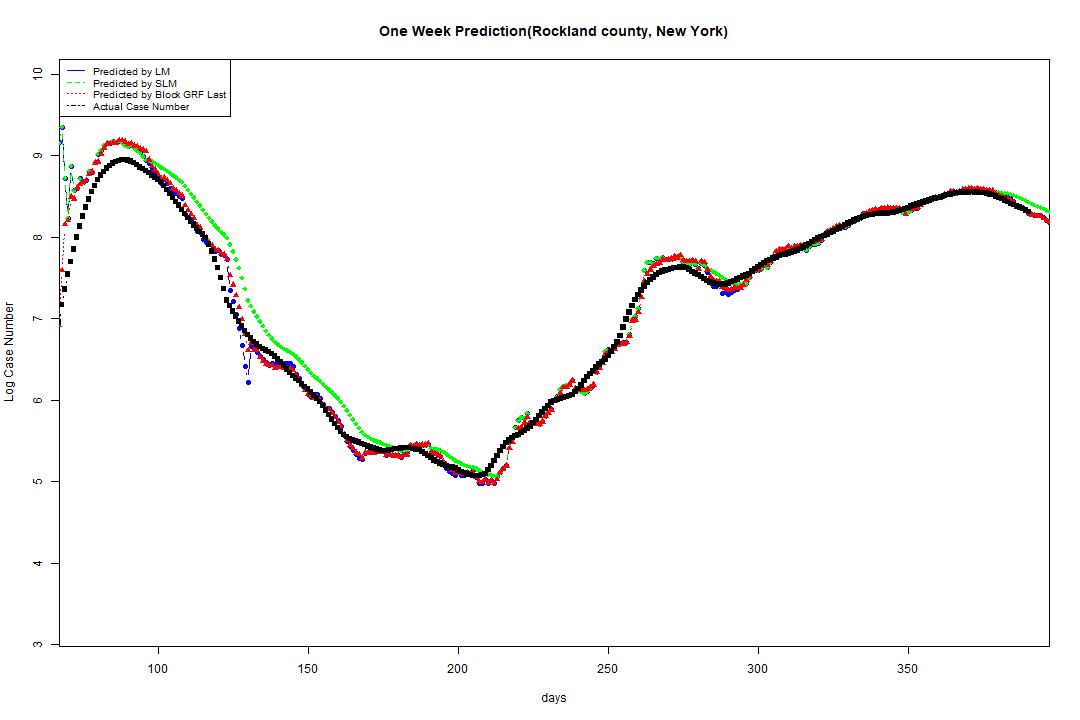 One Week Prediction(Rockland county, New York)
Predicted by LM
Predicted by SLM
Predicted by Block GRF Last
Actual Case Number
10
9
8
7
6
5
4
3
Log Case Number
100 150 200 250 300 350
days